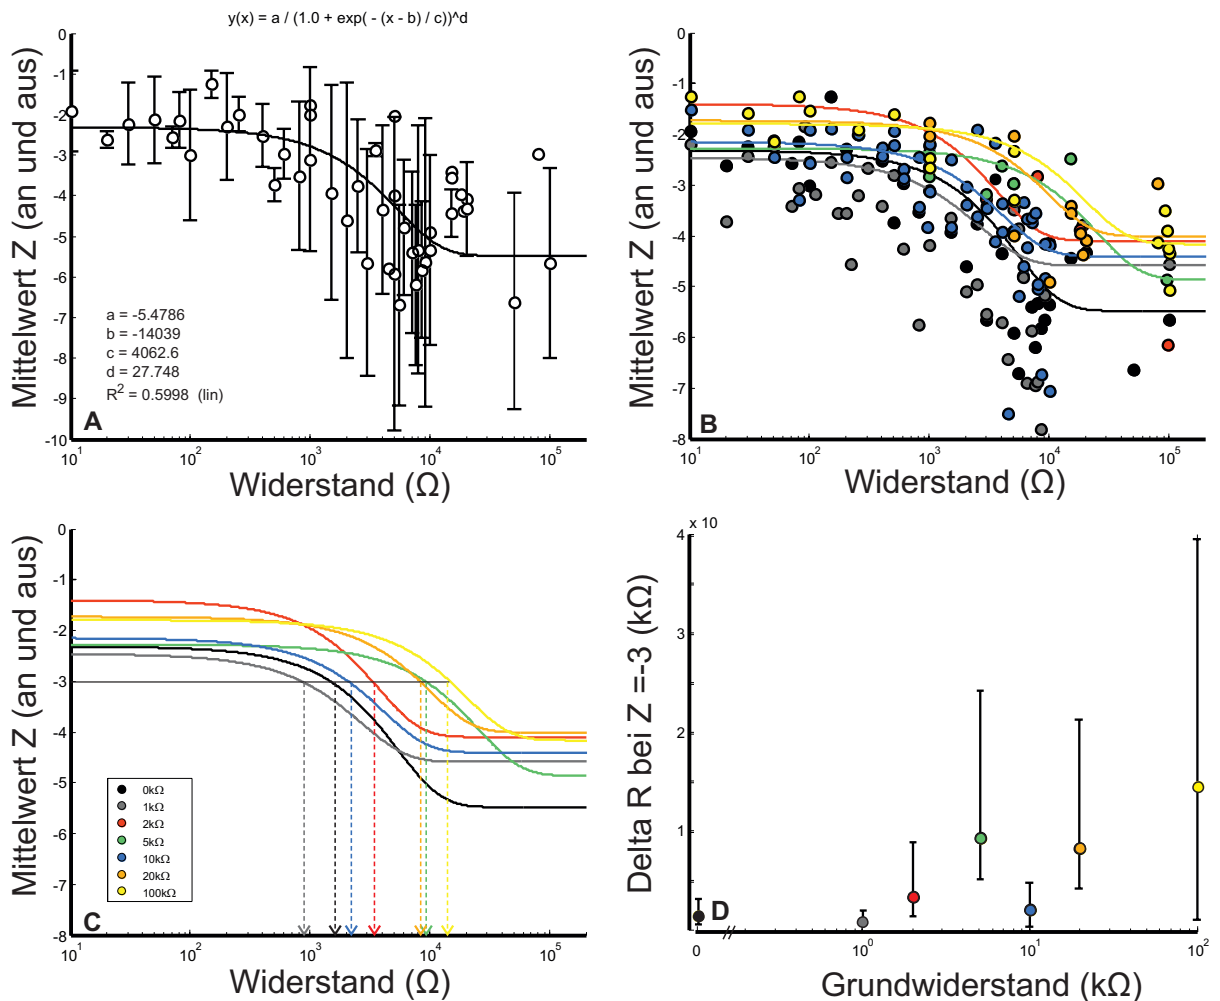 y(x) = a / (1.0 + exp( - (x - b) / c))^d
Mittelwert Z (an und aus)
0
-1
-2
-3
-4
-5
-6
-7
-8
-9
-10
a = -5.4786
b = -14039
c = 4062.6
d = 27.748
R² = 0.5998 (lin)
A
10¹ 10² 10³ 10⁴ 10⁵
Widerstand (Ω)
Mittelwert Z (an und aus)
0
-1
-2
-3
-4
-5
-6
-7
-8
B
10¹ 10² 10³ 10⁴ 10⁵
Widerstand (Ω)
Mittelwert Z (an und aus)
0
-1
-2
-3
-4
-5
-6
-7
-8
0kΩ
1kΩ
2kΩ
5kΩ
10kΩ
20kΩ
100kΩ
C
10¹ 10² 10³ 10⁴ 10⁵
Widerstand (Ω)
x 10
Delta R bei Z =-3 (kΩ)
4
3
2
1
D
0 10⁰ 10¹ 10²
Grundwiderstand (kΩ)